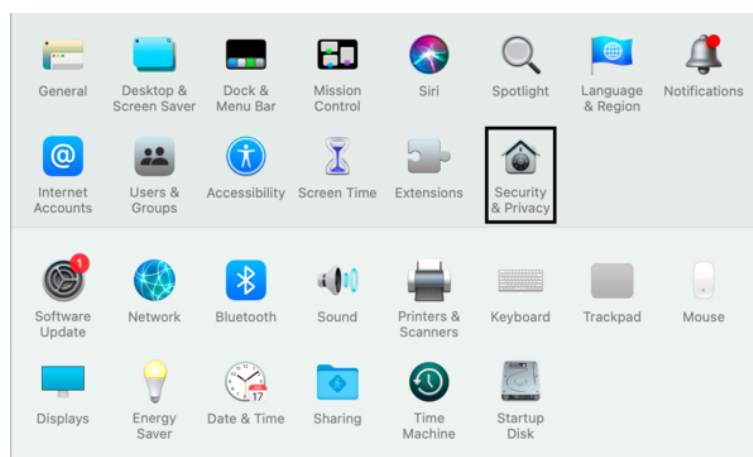 General
Desktop &
Screen Saver
Dock &
Menu Bar
Mission
Control
Siri
Spotlight
Language
& Region
Notifications
@
Internet
Accounts
Users &
Groups
Accessibility
Screen Time
Extensions
Security
& Privacy
1
Software
Update
Network
Bluetooth
Sound
Printers &
Scanners
Keyboard
Trackpad
Mouse
Displays
Energy
Saver
17
Date & Time
Sharing
Time
Machine
Startup
Disk